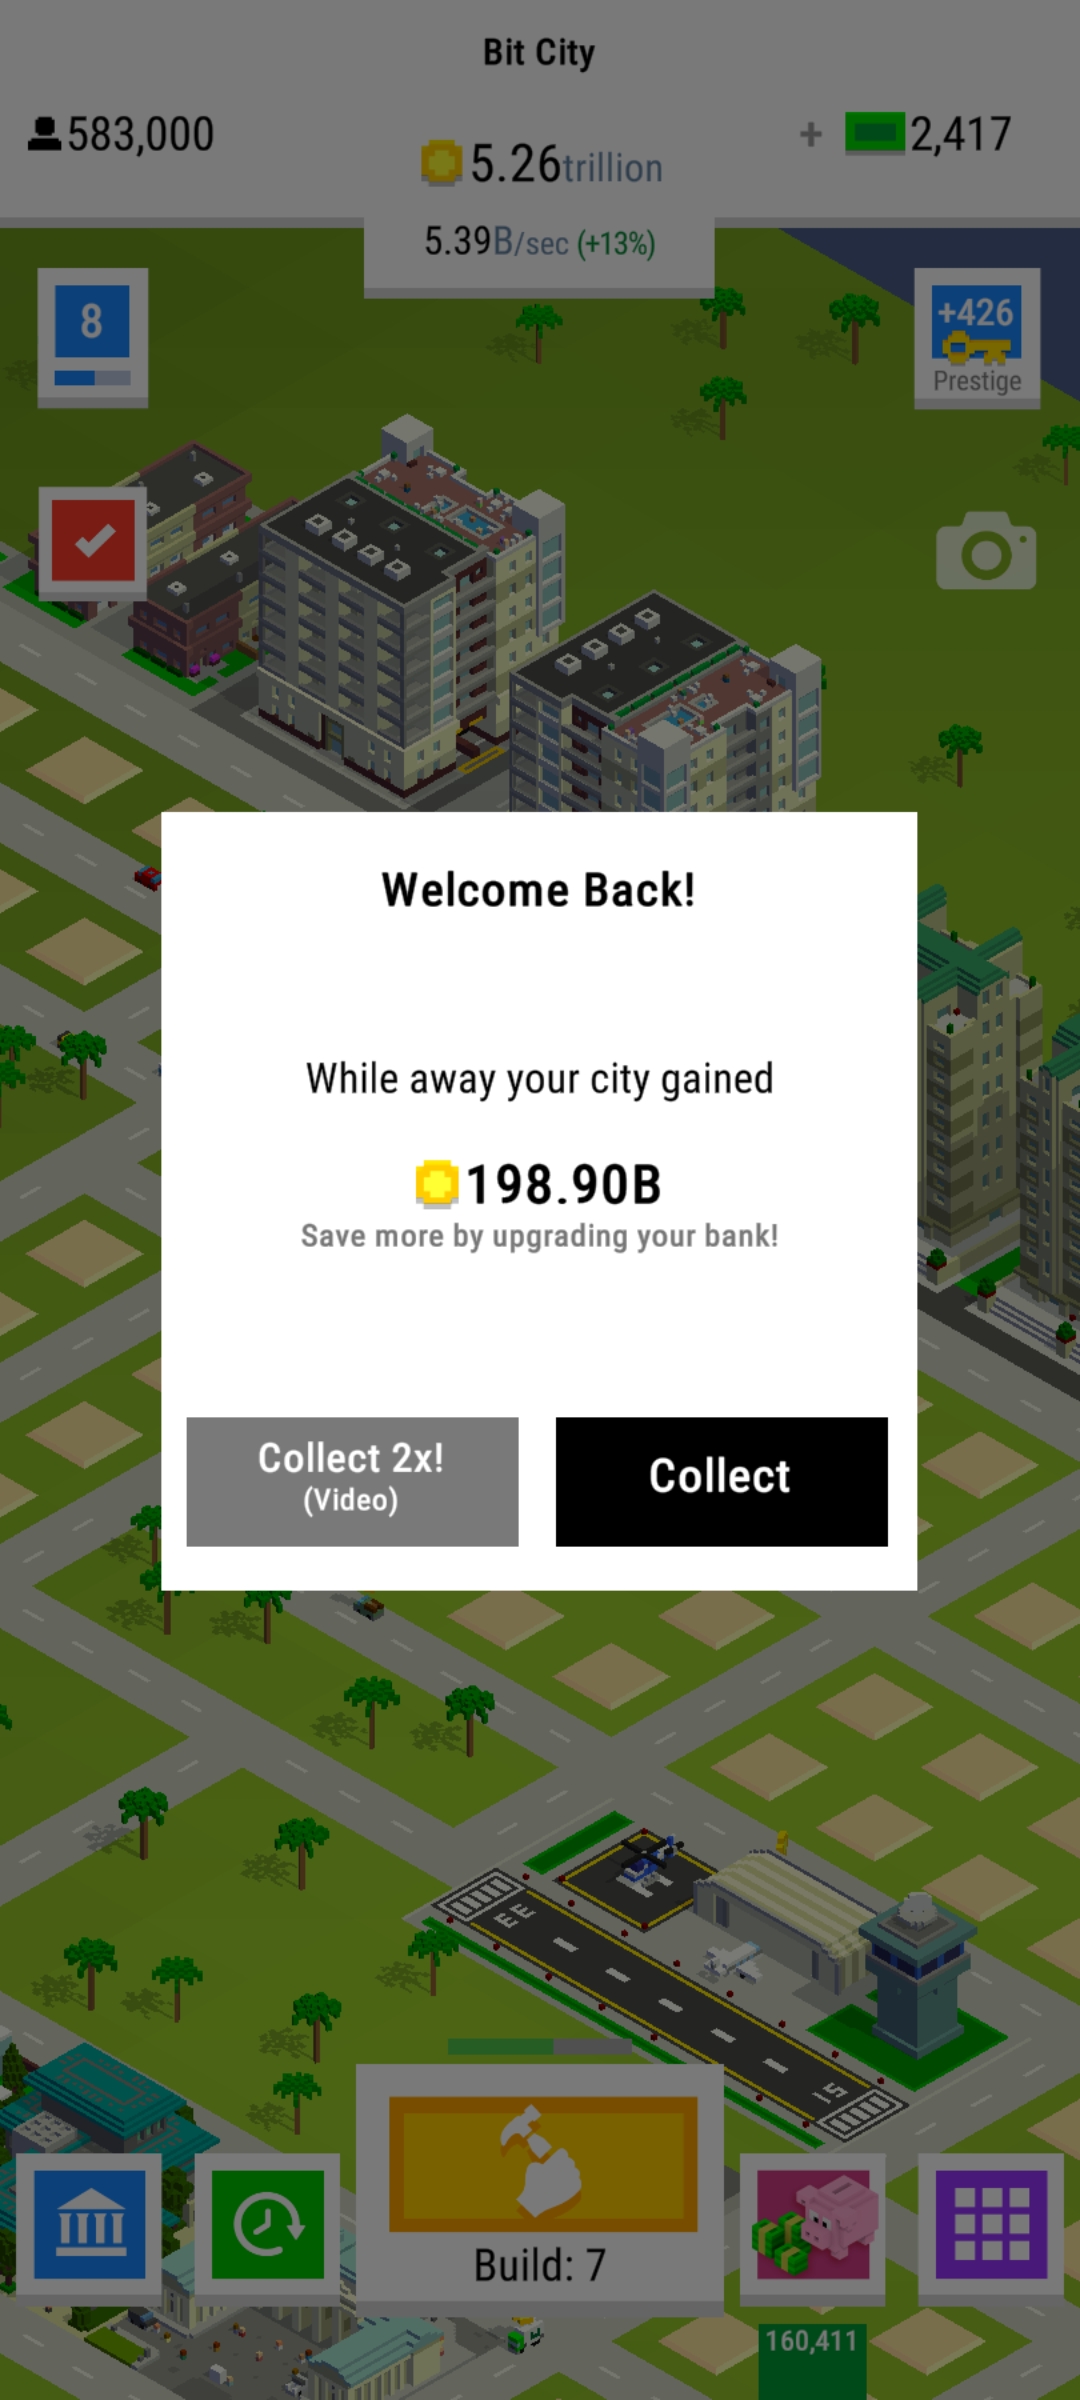 Bit City
583,000
5.26trillion
+ 2,417
5.39B/sec (+13%)
8
+426
Prestige
Welcome Back!
While away your city gained
198.90B
Save more by upgrading your bank!
Collect 2x!
(Video)
Collect
EE
15
Build: 7
160,411